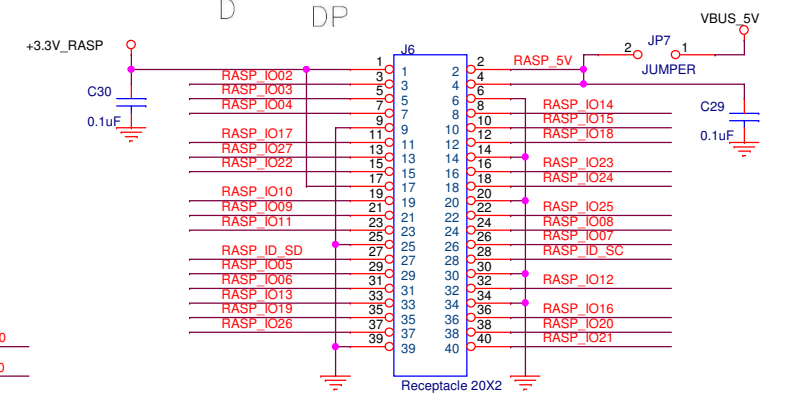 D DP
VBUS_5V
+3.3V_RASP J6 JP7
2 1
1 1 2 2 RASP_5V JUMPER
RASP_IO02 3 3 4 4
C30 RASP_IO03 5 5 6 6
RASP_IO04 7 7 8 8 RASP_IO14 C29
0.1uF 9 9 10 10 RASP_IO15
RASP_IO17 11 11 12 12 RASP_IO18 0.1uF
RASP_IO27 13 13 14 14
RASP_IO22 15 15 16 16 RASP_IO23
17 17 18 18 RASP_IO24
RASP_IO10 19 19 20 20
RASP_IO09 21 21 22 22 RASP_IO25
RASP_IO11 23 23 24 24 RASP_IO08
25 25 26 26 RASP_IO07
RASP_ID_SD 27 27 28 28 RASP_ID_SC
RASP_IO05 29 29 30 30
RASP_IO06 31 31 32 32 RASP_IO12
RASP_IO13 33 33 34 34
RASP_IO19 35 35 36 36 RASP_IO16
RASP_IO26 37 37 38 38 RASP_IO20
0 39 39 40 40 RASP_IO21
0
Receptacle 20X2